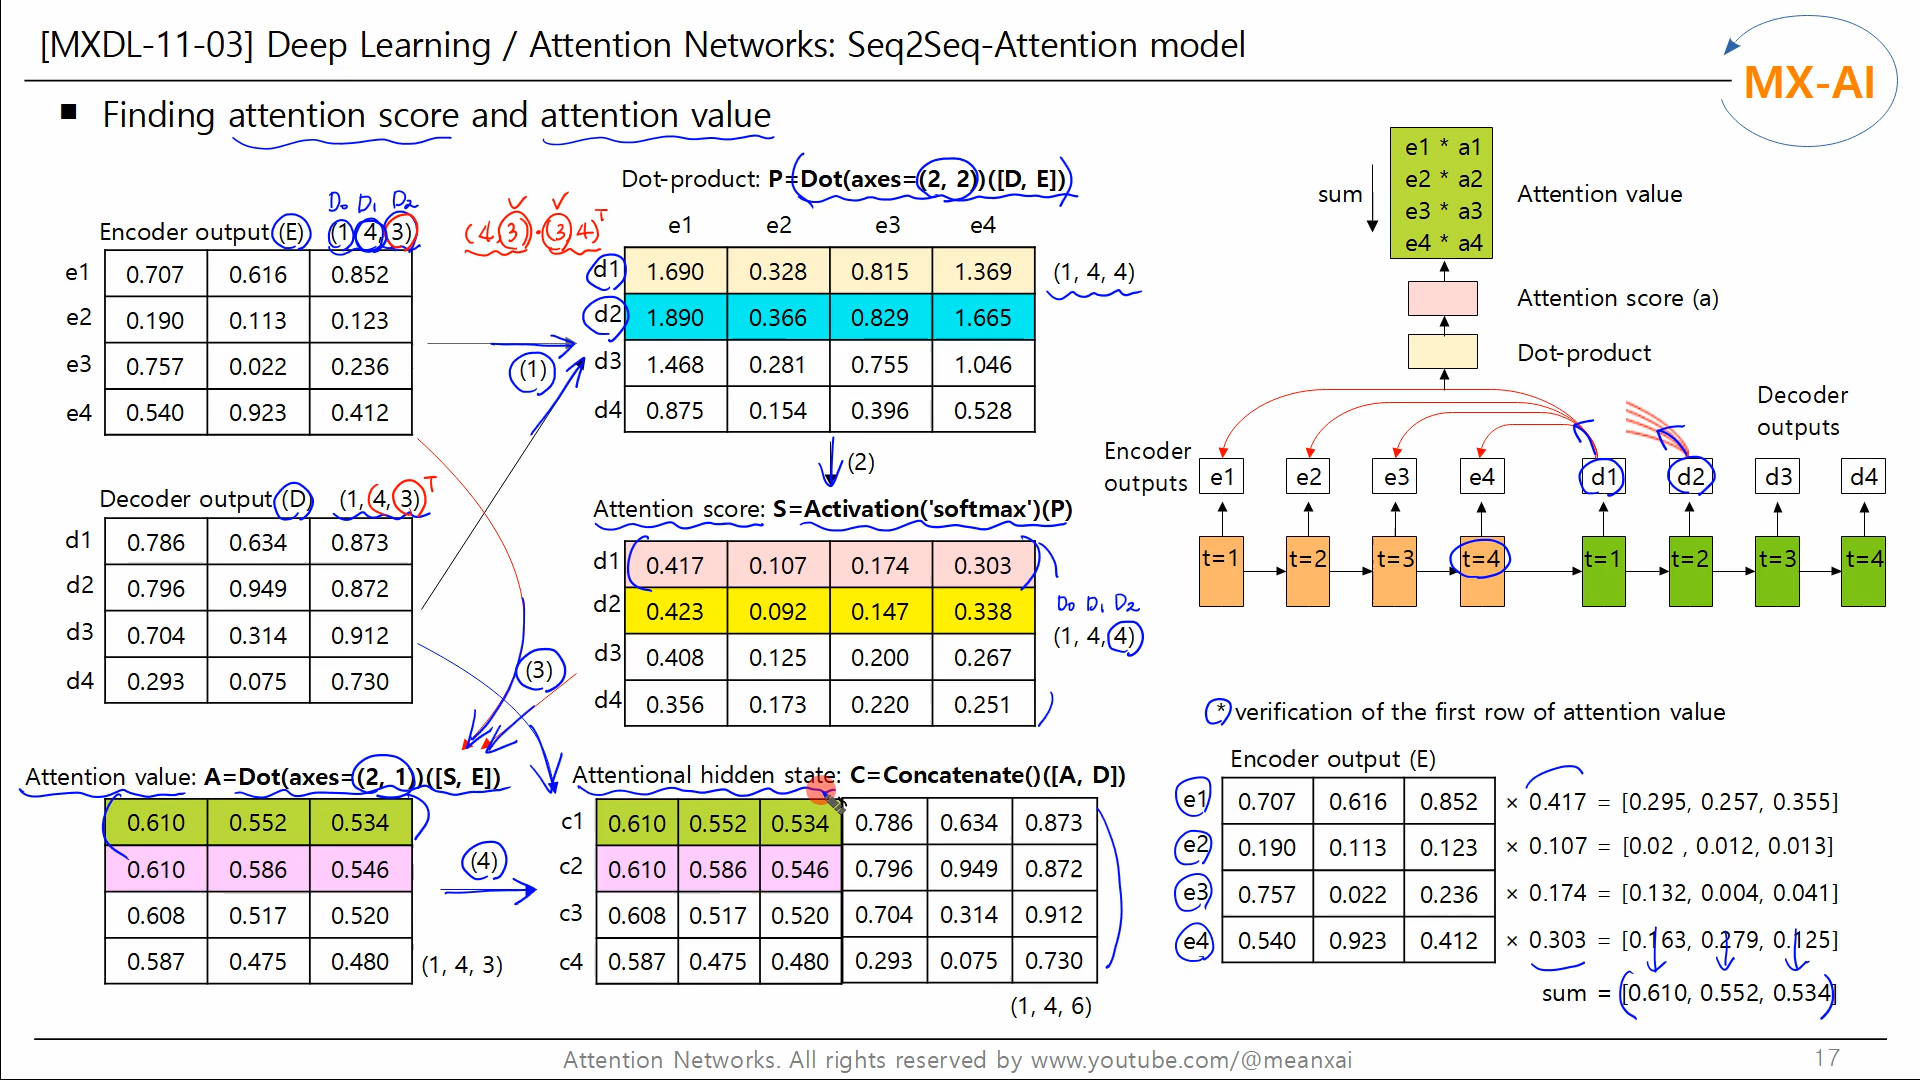 [MXDL-11-03] Deep Learning / Attention Networks: Seq2Seq-Attention model
MX-AI
■ Finding attention score and attention value
D0 D1 D2
Encoder output (E) (1, 4, 3)
e1 0.707 0.616 0.852
e2 0.190 0.113 0.123
e3 0.757 0.022 0.236
e4 0.540 0.923 0.412
(4, 3) · (3 4)T
Decoder output (D) (1, 4, 3)T
d1 0.786 0.634 0.873
d2 0.796 0.949 0.872
d3 0.704 0.314 0.912
d4 0.293 0.075 0.730
Dot-product: P=Dot(axes=(2, 2))([D, E])
e1 e2 e3 e4
d1 1.690 0.328 0.815 1.369 (1, 4, 4)
d2 1.890 0.366 0.829 1.665
d3 1.468 0.281 0.755 1.046
d4 0.875 0.154 0.396 0.528
(1)
(2)
Attention score: S=Activation('softmax')(P)
d1 0.417 0.107 0.174 0.303
d2 0.423 0.092 0.147 0.338
d3 0.408 0.125 0.200 0.267
d4 0.356 0.173 0.220 0.251
D0 D1 D2
(1, 4, 4)
(3)
Attention value: A=Dot(axes=(2, 1))([S, E])
0.610 0.552 0.534
0.610 0.586 0.546
0.608 0.517 0.520
0.587 0.475 0.480 (1, 4, 3)
(4)
Attentional hidden state: C=Concatenate()([A, D])
c1 0.610 0.552 0.534 0.786 0.634 0.873
c2 0.610 0.586 0.546 0.796 0.949 0.872
c3 0.608 0.517 0.520 0.704 0.314 0.912
c4 0.587 0.475 0.480 0.293 0.075 0.730
(1, 4, 6)
e1 * a1
e2 * a2
e3 * a3
e4 * a4
sum
Attention value
Attention score (a)
Dot-product
Decoder
outputs
Encoder
outputs
e1 e2 e3 e4 d1 d2 d3 d4
t=1 t=2 t=3 t=4 t=1 t=2 t=3 t=4
* verification of the first row of attention value
Encoder output (E)
e1 0.707 0.616 0.852 × 0.417 = [0.295, 0.257, 0.355]
e2 0.190 0.113 0.123 × 0.107 = [0.02 , 0.012, 0.013]
e3 0.757 0.022 0.236 × 0.174 = [0.132, 0.004, 0.041]
e4 0.540 0.923 0.412 × 0.303 = [0.163, 0.279, 0.125]
sum = [0.610, 0.552, 0.534]
Attention Networks. All rights reserved by www.youtube.com/@meanxai
17